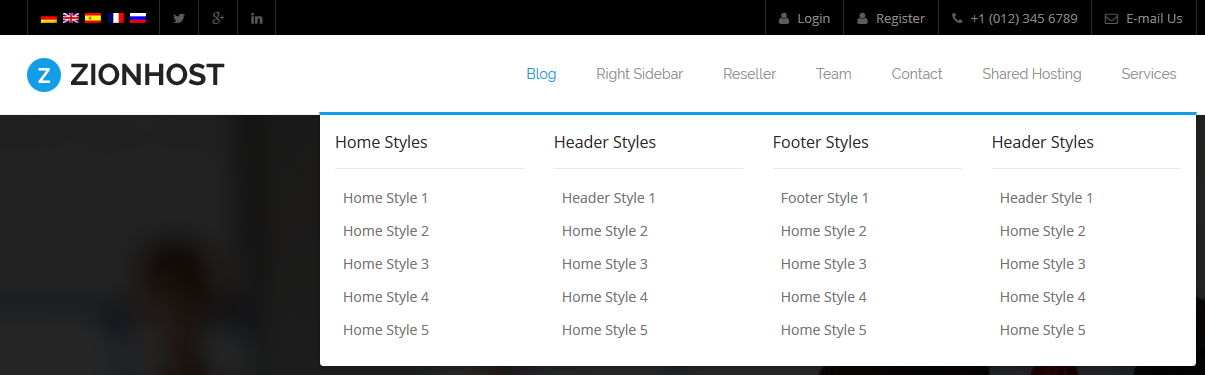 Login Register +1 (012) 345 6789 E-mail Us
Z ZIONHOST
Blog Right Sidebar Reseller Team Contact Shared Hosting Services
Home Styles Header Styles Footer Styles Header Styles
Home Style 1 Header Style 1 Footer Style 1 Header Style 1
Home Style 2 Home Style 2 Home Style 2 Home Style 2
Home Style 3 Home Style 3 Home Style 3 Home Style 3
Home Style 4 Home Style 4 Home Style 4 Home Style 4
Home Style 5 Home Style 5 Home Style 5 Home Style 5